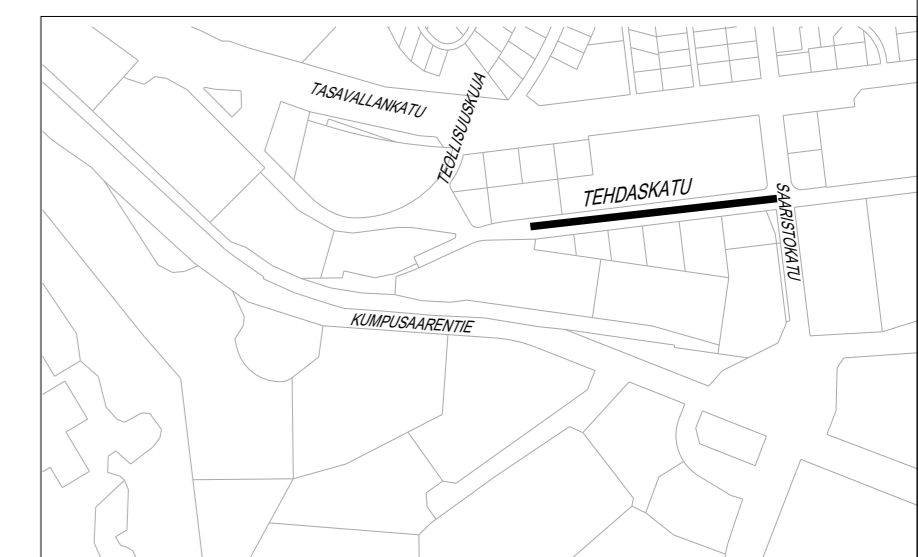 TASAVALLANKATU
TEOLLISUUSKUJA
TEHDASKATU
SAARISTOKATU
KUMPUSAARENTIE